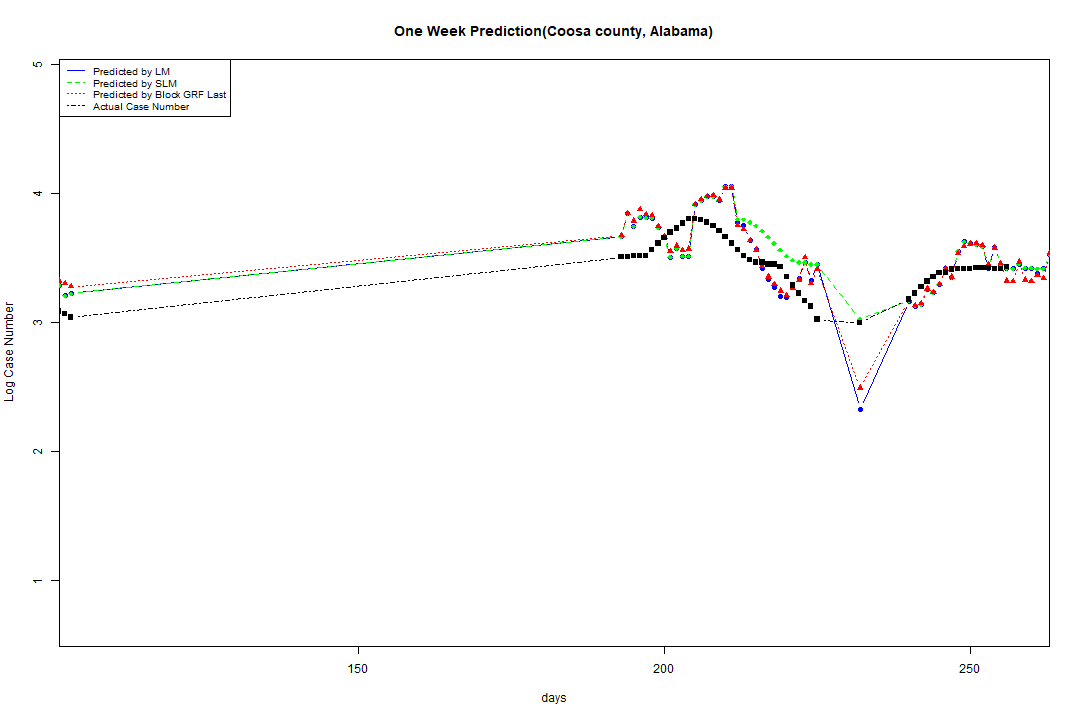 One Week Prediction(Coosa county, Alabama)
Predicted by LM
Predicted by SLM
Predicted by Block GRF Last
Actual Case Number
5
4
3
2
1
Log Case Number
150
200
250
days